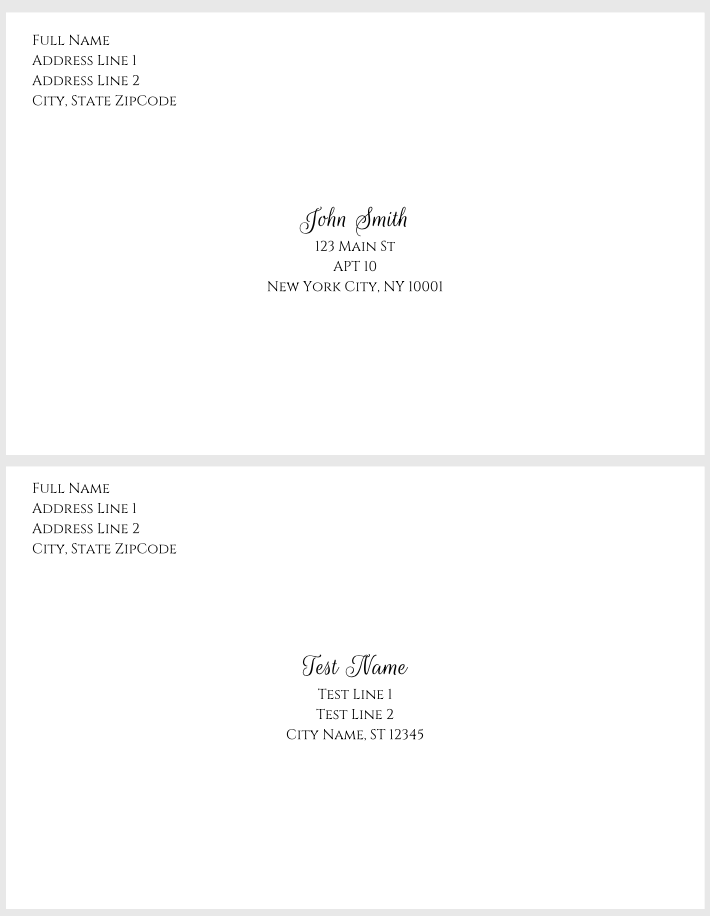 Full Name
Address Line 1
Address Line 2
City, State ZipCode
John Smith
123 Main St
APT 10
New York City, NY 10001
Full Name
Address Line 1
Address Line 2
City, State ZipCode
Test Name
Test Line 1
Test Line 2
City Name, ST 12345